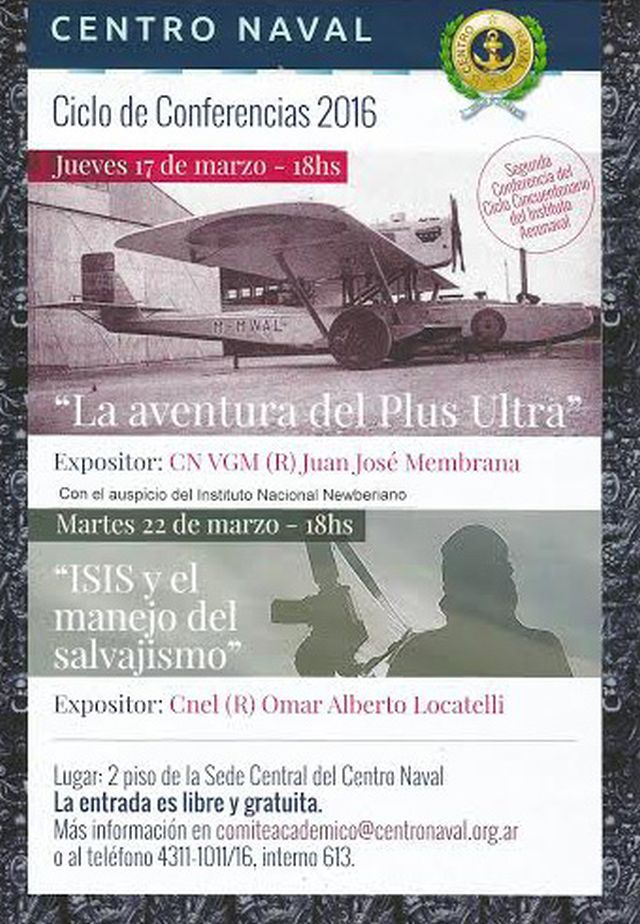 CENTRO NAVAL
CENTRO NAVAL
Ciclo de Conferencias 2016
Jueves 17 de marzo - 18hs
Segunda
Conferencia del
Ciclo Cincuentenario
del Instituto
Aeronaval
M-MWAL
“La aventura del Plus Ultra”
Expositor: CN VGM (R) Juan José Membrana
Con el auspicio del Instituto Nacional Newberiano
Martes 22 de marzo - 18hs
“ISIS y el
manejo del
salvajismo”
Expositor: Cnel (R) Omar Alberto Locatelli
Lugar: 2 piso de la Sede Central del Centro Naval
La entrada es libre y gratuita.
Más información en comiteacademico@centronaval.org.ar
o al teléfono 4311-1011/16, interno 613.